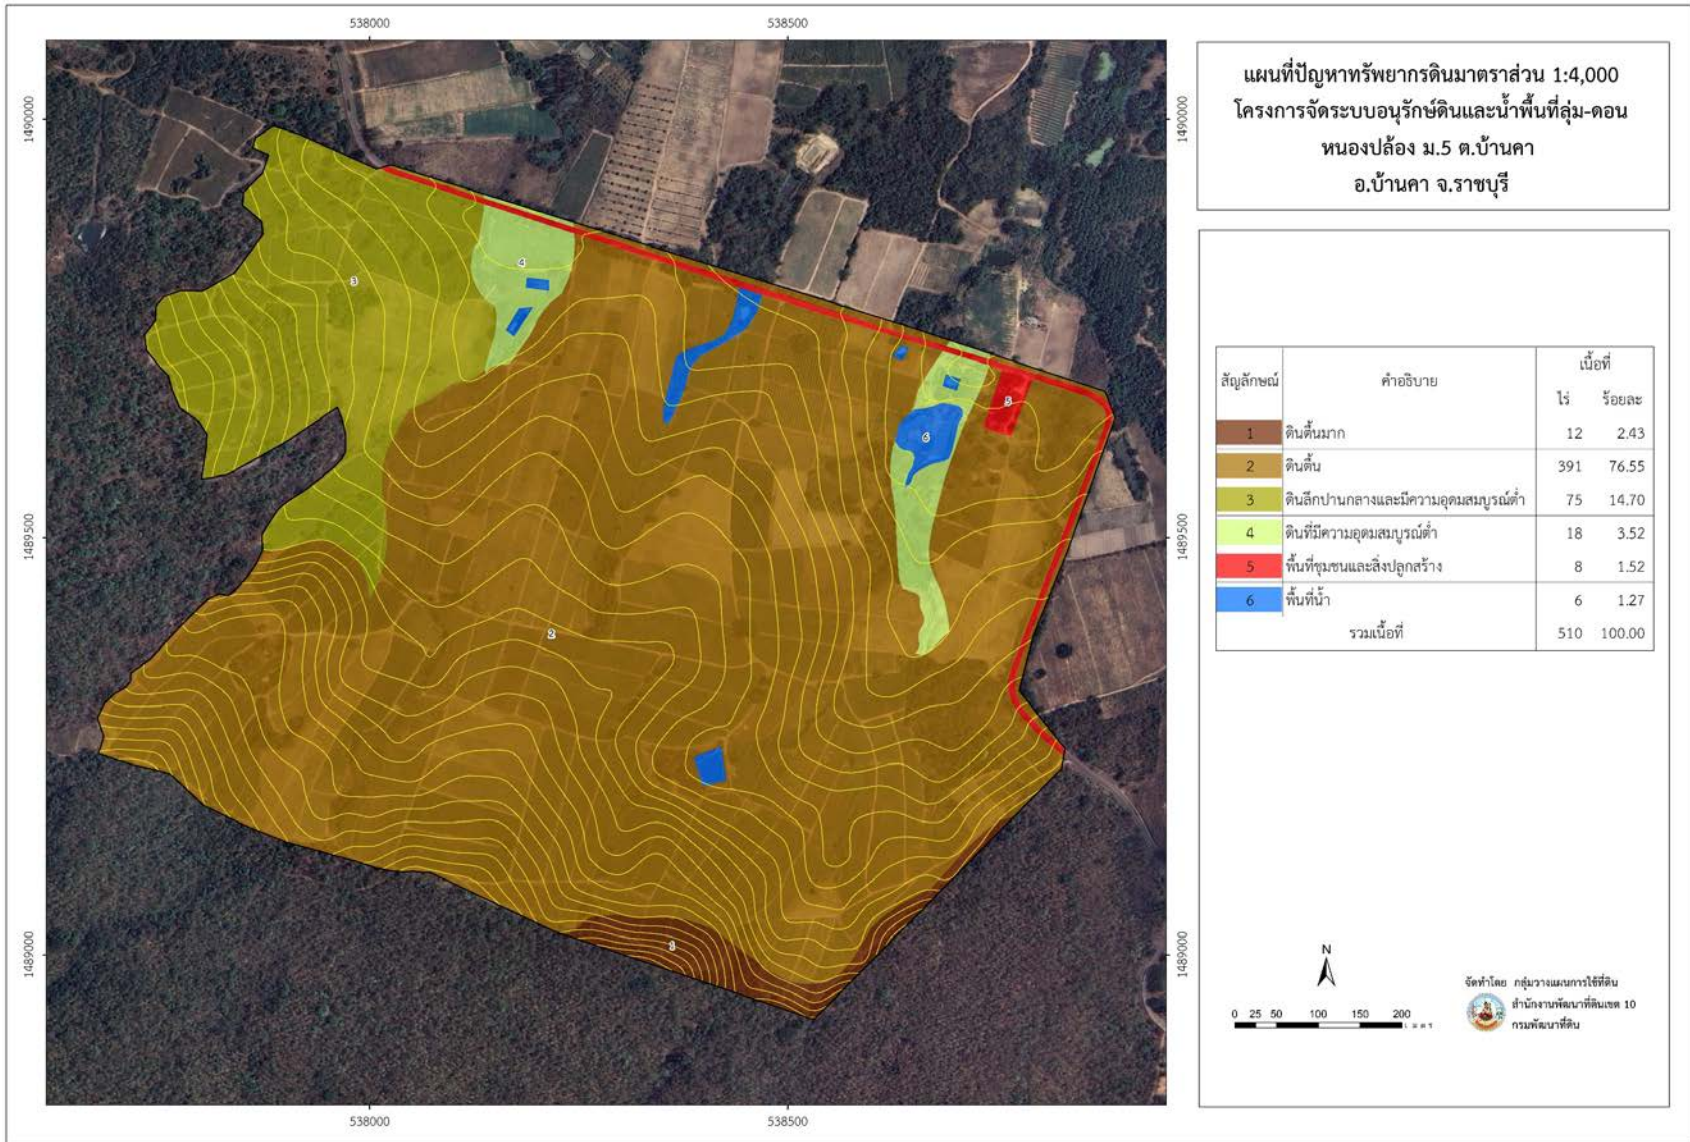 538000 538500
แผนที่ปัญหาทรัพยากรดินมาตราส่วน 1:4,000
โครงการจัดระบบอนุรักษ์ดินและน้ำพื้นที่ลุ่ม-ดอน
หนองปล้อง ม.5 ต.บ้านคา
อ.บ้านคา จ.ราชบุรี
1490000 1490000
3
4
5
6
2
1
1489500 1489500
1489000 1489000
538000 538500
สัญลักษณ์ คำอธิบาย เนื้อที่
ไร่ ร้อยละ
1 ดินตื้นมาก 12 2.43
2 ดินตื้น 391 76.55
3 ดินลึกปานกลางและมีความอุดมสมบูรณ์ต่ำ 75 14.70
4 ดินที่มีความอุดมสมบูรณ์ต่ำ 18 3.52
5 พื้นที่ชุมชนและสิ่งปลูกสร้าง 8 1.52
6 พื้นที่น้ำ 6 1.27
รวมเนื้อที่ 510 100.00
N
0 25 50 100 150 200
เมตร
จัดทำโดย กลุ่มวางแผนการใช้ที่ดิน
สำนักงานพัฒนาที่ดินเขต 10
กรมพัฒนาที่ดิน